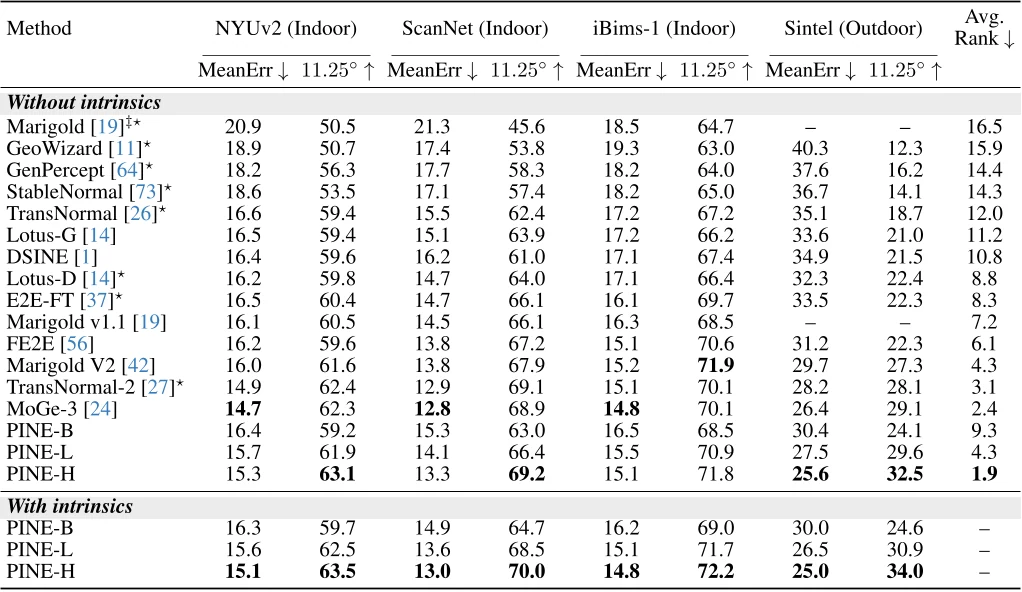 Method NYUv2 (Indoor) ScanNet (Indoor) iBims-1 (Indoor) Sintel (Outdoor) Avg. Rank ↓
MeanErr ↓ 11.25° ↑ MeanErr ↓ 11.25° ↑ MeanErr ↓ 11.25° ↑ MeanErr ↓ 11.25° ↑
Without intrinsics
Marigold [19]‡⋆ 20.9 50.5 21.3 45.6 18.5 64.7 – – 16.5
GeoWizard [11]⋆ 18.9 50.7 17.4 53.8 19.3 63.0 40.3 12.3 15.9
GenPercept [64]⋆ 18.2 56.3 17.7 58.3 18.2 64.0 37.6 16.2 14.4
StableNormal [73]⋆ 18.6 53.5 17.1 57.4 18.2 65.0 36.7 14.1 14.3
TransNormal [26]⋆ 16.6 59.4 15.5 62.4 17.2 67.2 35.1 18.7 12.0
Lotus-G [14] 16.5 59.4 15.1 63.9 17.2 66.2 33.6 21.0 11.2
DSINE [1] 16.4 59.6 16.2 61.0 17.1 67.4 34.9 21.5 10.8
Lotus-D [14]⋆ 16.2 59.8 14.7 64.0 17.1 66.4 32.3 22.4 8.8
E2E-FT [37]⋆ 16.5 60.4 14.7 66.1 16.1 69.7 33.5 22.3 8.3
Marigold v1.1 [19] 16.1 60.5 14.5 66.1 16.3 68.5 – – 7.2
FE2E [56] 16.2 59.6 13.8 67.2 15.1 70.6 31.2 22.3 6.1
Marigold V2 [42] 16.0 61.6 13.8 67.9 15.2 71.9 29.7 27.3 4.3
TransNormal-2 [27]⋆ 14.9 62.4 12.9 69.1 15.1 70.1 28.2 28.1 3.1
MoGe-3 [24] 14.7 62.3 12.8 68.9 14.8 70.1 26.4 29.1 2.4
PINE-B 16.4 59.2 15.3 63.0 16.5 68.5 30.4 24.1 9.3
PINE-L 15.7 61.9 14.1 66.4 15.5 70.9 27.5 29.6 4.3
PINE-H 15.3 63.1 13.3 69.2 15.1 71.8 25.6 32.5 1.9
With intrinsics
PINE-B 16.3 59.7 14.9 64.7 16.2 69.0 30.0 24.6 –
PINE-L 15.6 62.5 13.6 68.5 15.1 71.7 26.5 30.9 –
PINE-H 15.1 63.5 13.0 70.0 14.8 72.2 25.0 34.0 –